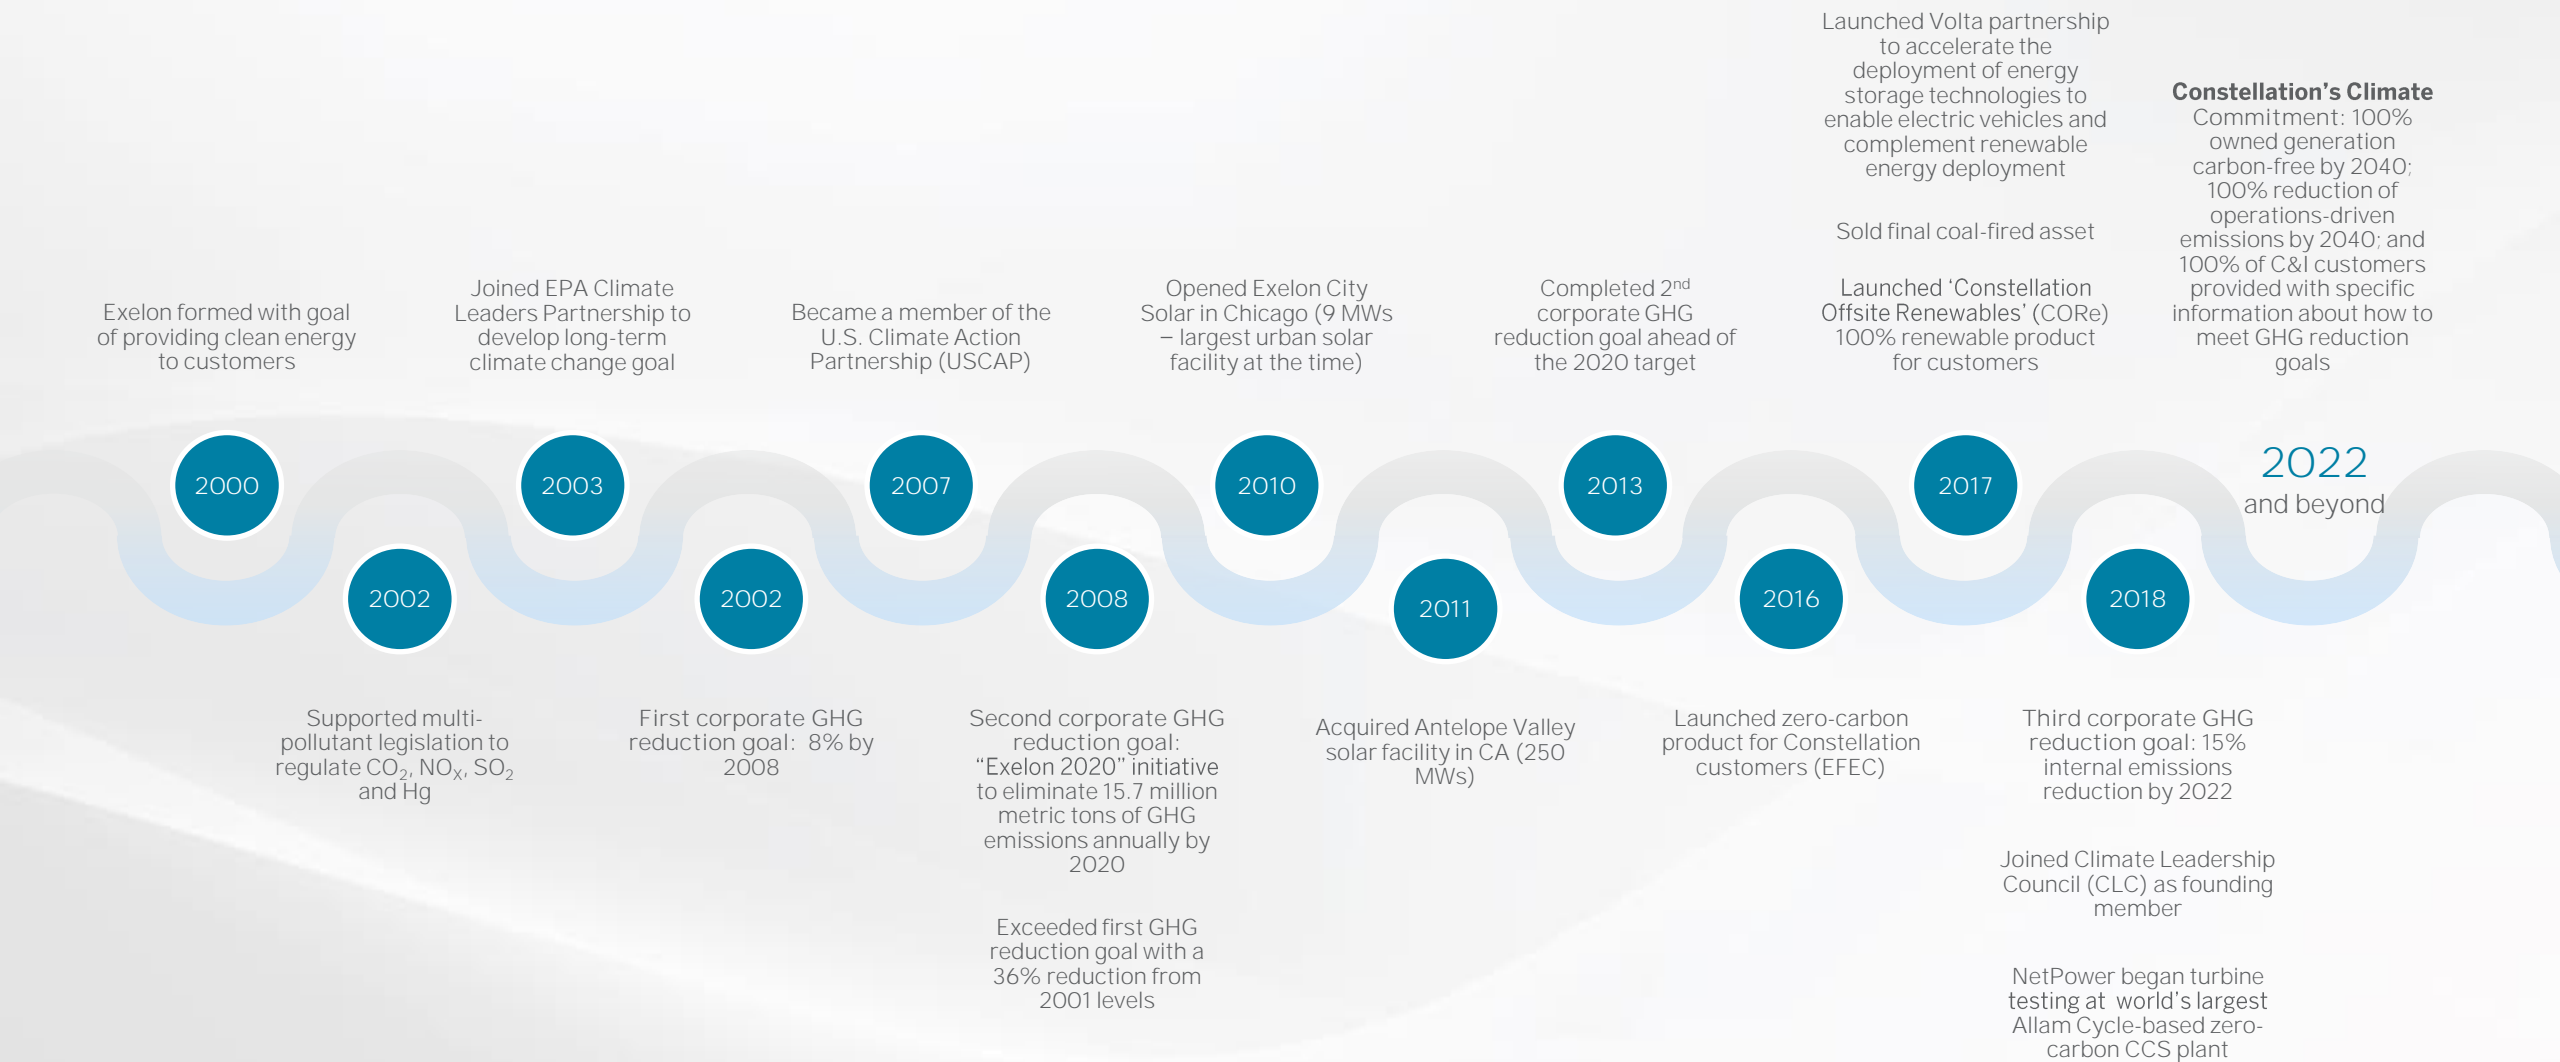 Exelon formed with goal
of providing clean energy
to customers
2000
2002
Supported multi-
pollutant legislation to
regulate CO₂, NOₓ, SO₂
and Hg
Joined EPA Climate
Leaders Partnership to
develop long-term
climate change goal
2003
2002
First corporate GHG
reduction goal: 8% by
2008
Became a member of the
U.S. Climate Action
Partnership (USCAP)
2007
2008
Second corporate GHG
reduction goal:
“Exelon 2020” initiative
to eliminate 15.7 million
metric tons of GHG
emissions annually by
2020
Exceeded first GHG
reduction goal with a
36% reduction from
2001 levels
Opened Exelon City
Solar in Chicago (9 MWs
– largest urban solar
facility at the time)
2010
2011
Acquired Antelope Valley
solar facility in CA (250
MWs)
Completed 2nd
corporate GHG
reduction goal ahead of
the 2020 target
2013
2016
Launched zero-carbon
product for Constellation
customers (EFEC)
Launched Volta partnership
to accelerate the
deployment of energy
storage technologies to
enable electric vehicles and
complement renewable
energy deployment
Sold final coal-fired asset
Launched ‘Constellation
Offsite Renewables’ (CORe)
100% renewable product
for customers
2017
2018
Third corporate GHG
reduction goal: 15%
internal emissions
reduction by 2022
Joined Climate Leadership
Council (CLC) as founding
member
NetPower began turbine
testing at world’s largest
Allam Cycle-based zero-
carbon CCS plant
Constellation’s Climate
Commitment: 100%
owned generation
carbon-free by 2040;
100% reduction of
operations-driven
emissions by 2040; and
100% of C&I customers
provided with specific
information about how to
meet GHG reduction
goals
2022
and beyond